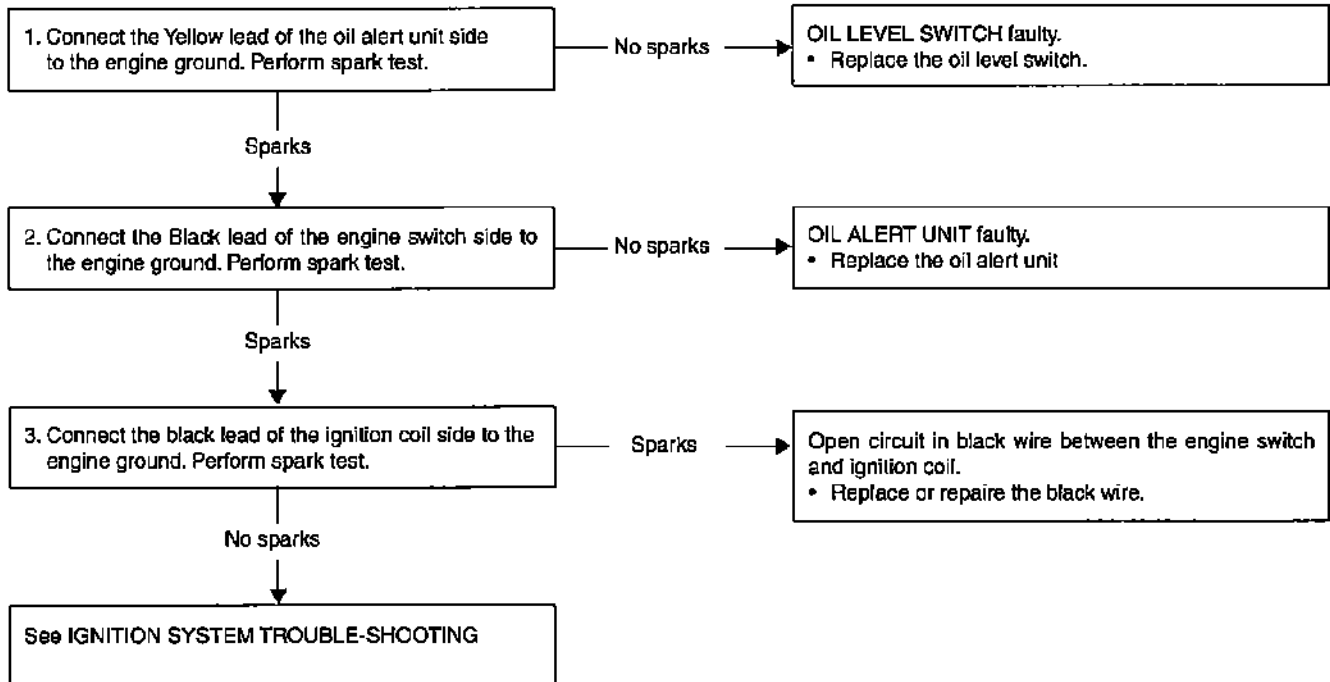 1. Connect the Yellow lead of the oil alert unit side
to the engine ground. Perform spark test.
No sparks
OIL LEVEL SWITCH faulty.
• Replace the oil level switch.
Sparks
2. Connect the Black lead of the engine switch side to
the engine ground. Perform spark test.
No sparks
OIL ALERT UNIT faulty.
• Replace the oil alert unit
Sparks
3. Connect the black lead of the ignition coil side to the
engine ground. Perform spark test.
Sparks
Open circuit in black wire between the engine switch
and ignition coil.
• Replace or repaire the black wire.
No sparks
See IGNITION SYSTEM TROUBLE-SHOOTING